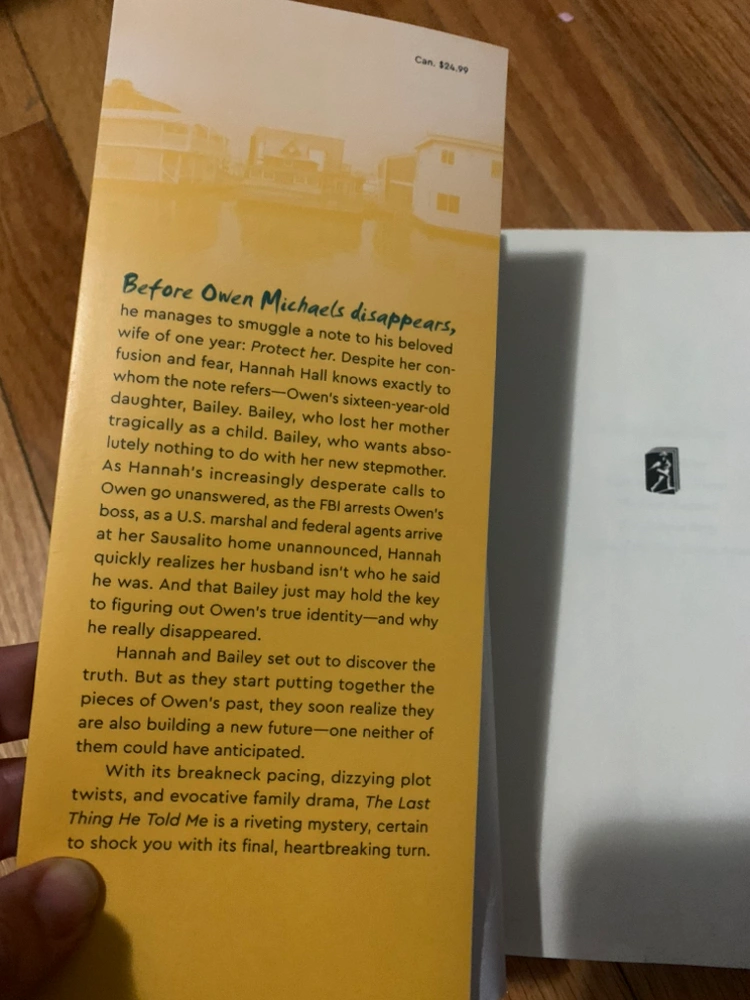 Can. $24.99
Before Owen Michaels disappears,
he manages to smuggle a note to his beloved
wife of one year: Protect her. Despite her con-
fusion and fear, Hannah Hall knows exactly to
whom the note refers—Owen's sixteen-year-old
daughter, Bailey. Bailey, who lost her mother
tragically as a child. Bailey, who wants abso-
lutely nothing to do with her new stepmother.
As Hannah's increasingly desperate calls to
Owen go unanswered, as the FBI arrests Owen's
boss, as a U.S. marshal and federal agents arrive
at her Sausalito home unannounced, Hannah
quickly realizes her husband isn't who he said
he was. And that Bailey just may hold the key
to figuring out Owen's true identity—and why
he really disappeared.
Hannah and Bailey set out to discover the
truth. But as they start putting together the
pieces of Owen's past, they soon realize they
are also building a new future—one neither of
them could have anticipated.
With its breakneck pacing, dizzying plot
twists, and evocative family drama, The Last
Thing He Told Me is a riveting mystery, certain
to shock you with its final, heartbreaking turn.